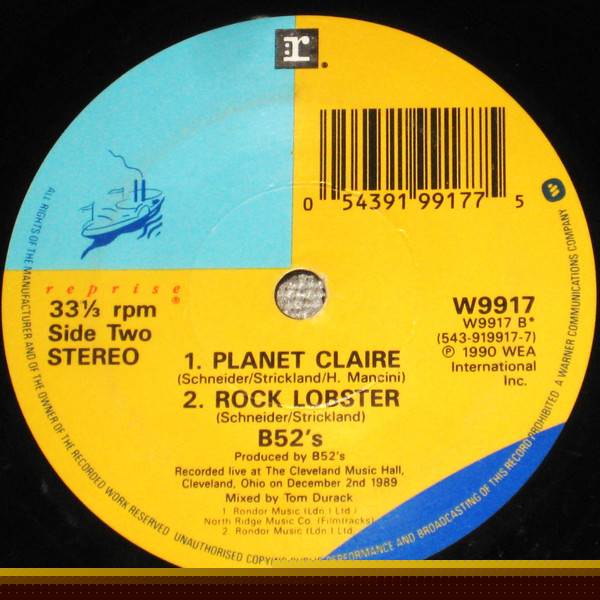 r
0 54391 99177 5
reprise®
33⅓ rpm
Side Two
STEREO
W9917
W9917 B*
(543-919917-7)
Ⓟ 1990 WEA
International
Inc.
1. PLANET CLAIRE
(Schneider/Strickland/H. Mancini)
2. ROCK LOBSTER
(Schneider/Strickland)
B52's
Produced by B52's
Recorded live at The Cleveland Music Hall,
Cleveland, Ohio on December 2nd 1989
Mixed by Tom Durack
1. Rondor Music (Ldn.) Ltd./
North Ridge Music Co. (Filmtracks)
2. Rondor Music (Ldn.) Ltd.
ALL RIGHTS OF THE MANUFACTURER AND OF THE OWNER OF THE RECORDED WORK RESERVED UNAUTHORISED COPYING PERFORMANCE AND BROADCASTING OF THIS RECORD PROHIBITED A WARNER COMMUNICATIONS COMPANY